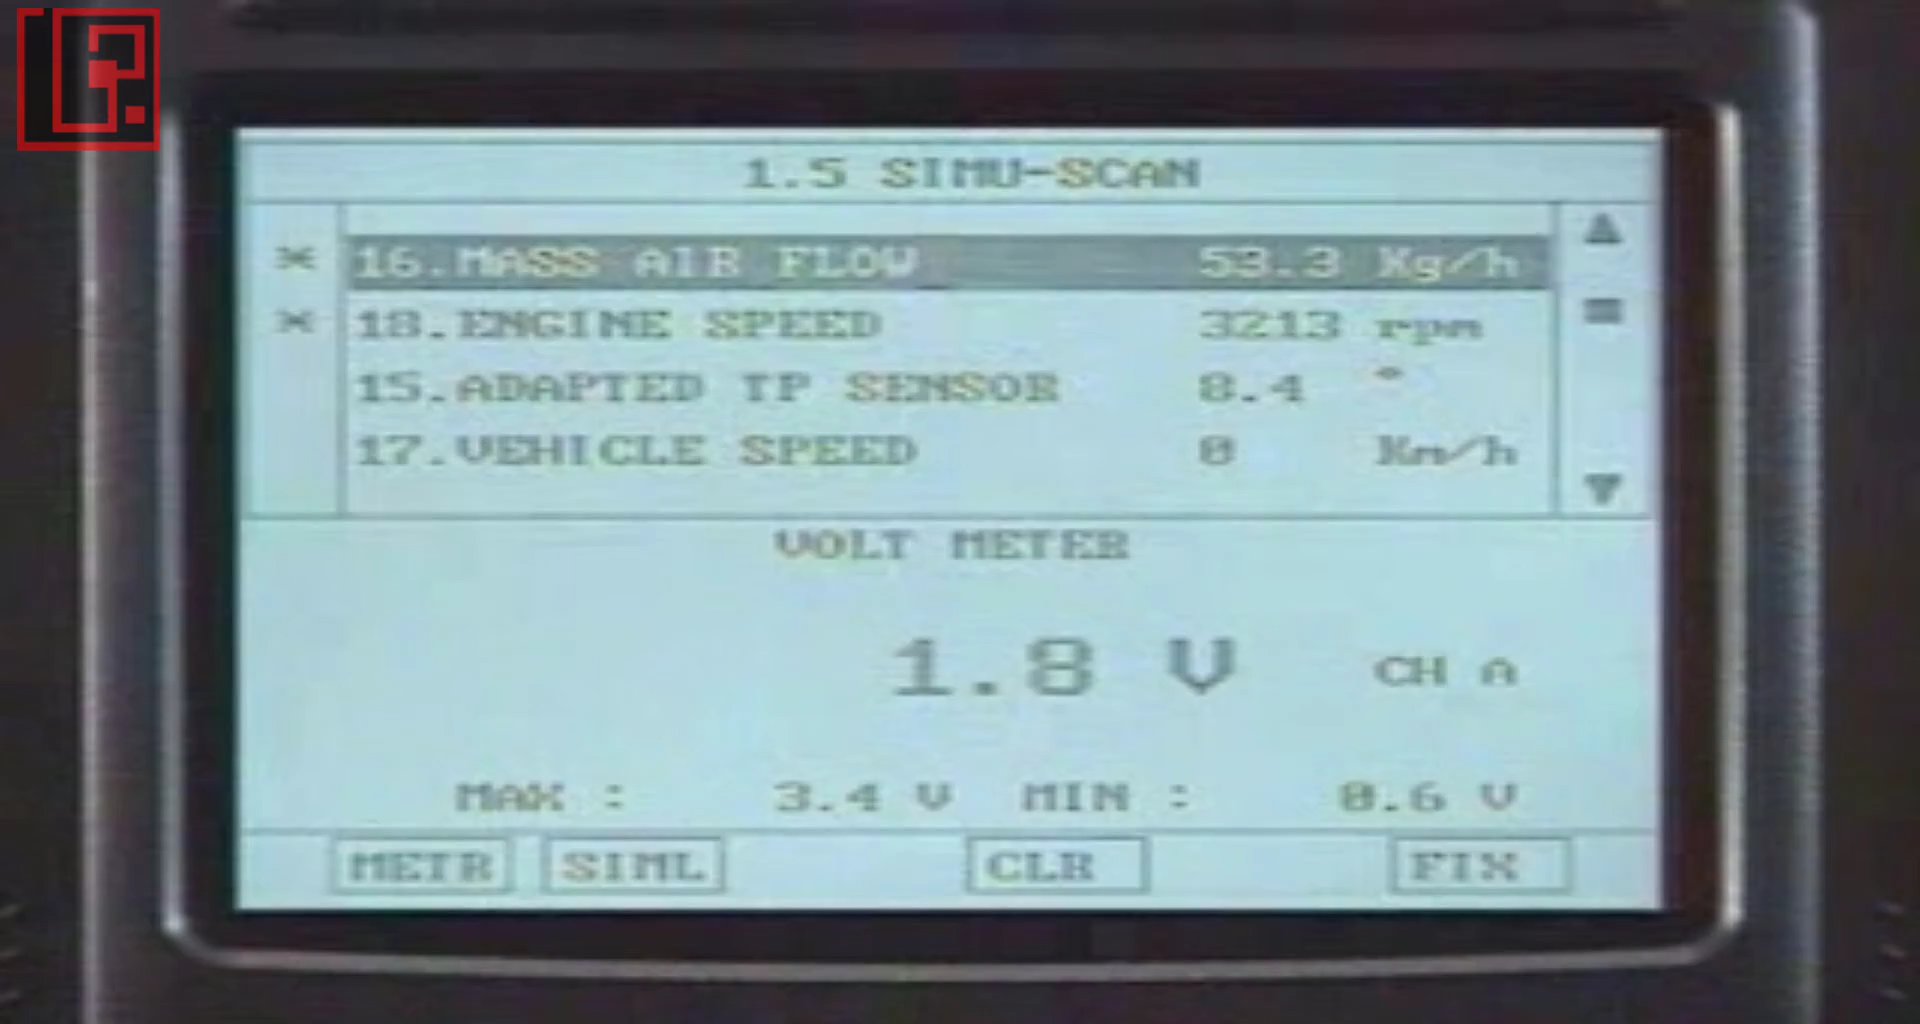 1.5 SIMU-SCAN
× 16.MASS AIR FLOW 53.3 Kg/h
× 18.ENGINE SPEED 3213 rpm
15.ADAPTED TP SENSOR 8.4 °
17.VEHICLE SPEED 0 Km/h
VOLT METER
1.8 V CH A
MAX : 3.4 V MIN : 0.6 V
METR SIML CLR FIX